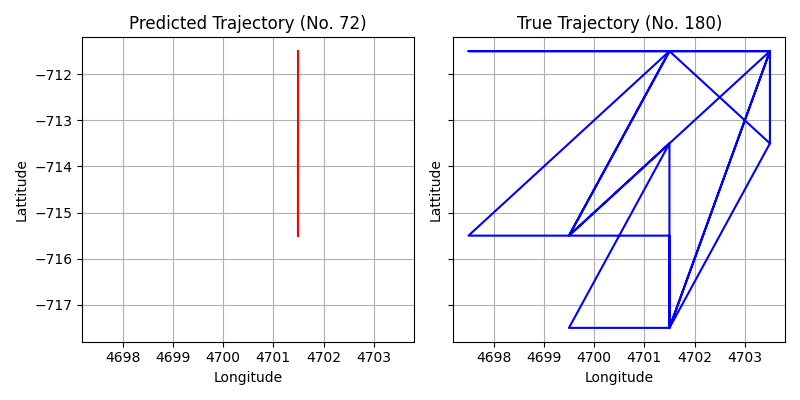 Predicted Trajectory (No. 72)
−712
−713
−714
−715
−716
−717
Lattitude
4698 4699 4700 4701 4702 4703
Longitude
True Trajectory (No. 180)
Lattitude
4698 4699 4700 4701 4702 4703
Longitude